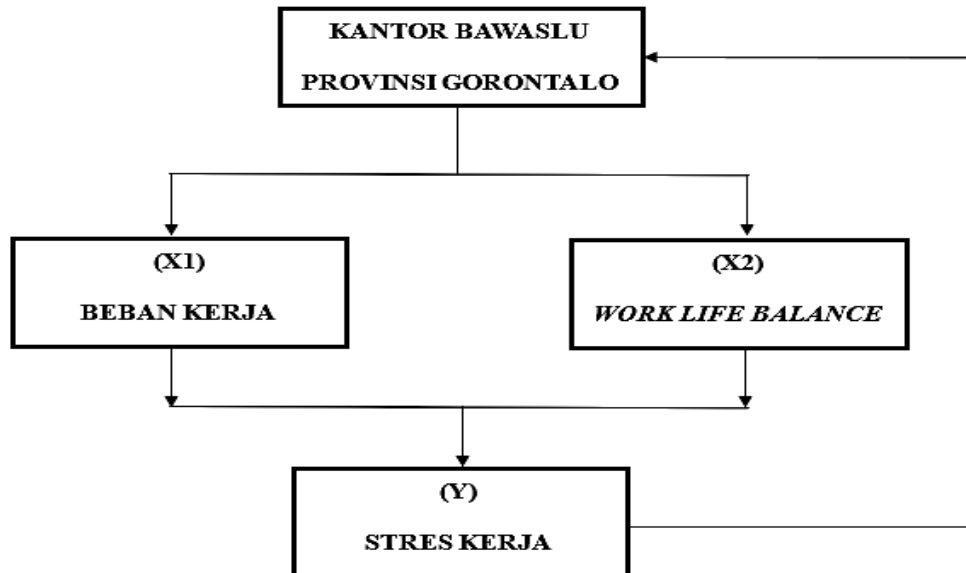 KANTOR BAWASLU
PROVINSI GORONTALO
(X1)
BEBAN KERJA
(X2)
WORK LIFE BALANCE
(Y)
STRES KERJA